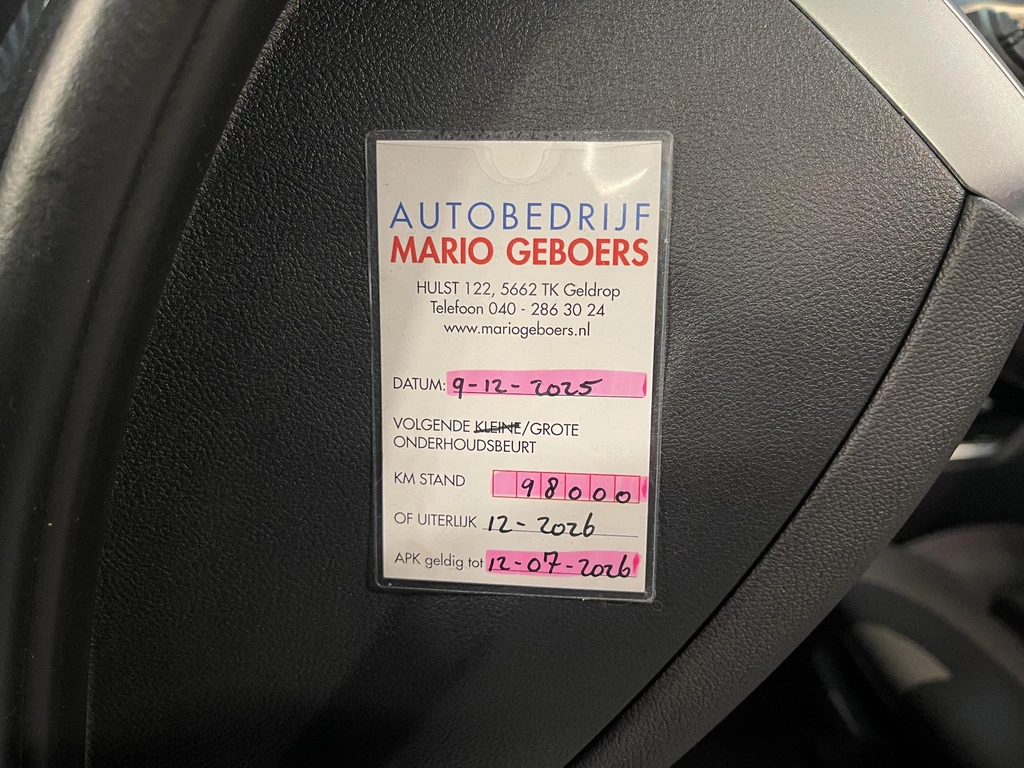 AUTOBEDRIJF
MARIO GEBOERS
HULST 122, 5662 TK Geldrop
Telefoon 040 - 286 30 24
www.mariogeboers.nl
DATUM: 9-12-2025
VOLGENDE KLEINE/GROTE
ONDERHOUDSBEURT
KM STAND 98000
OF UITERLIJK 12-2026
APK geldig tot 12-07-2026